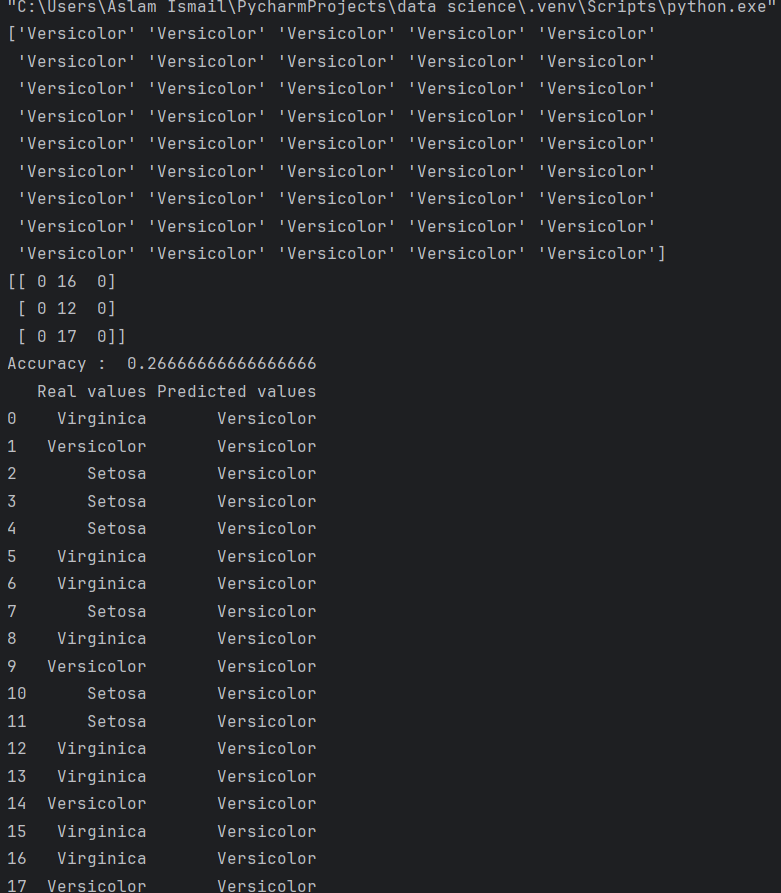 "C:\Users\Aslam Ismail\PycharmProjects\data science\.venv\Scripts\python.exe"
['Versicolor' 'Versicolor' 'Versicolor' 'Versicolor' 'Versicolor'
 'Versicolor' 'Versicolor' 'Versicolor' 'Versicolor' 'Versicolor'
 'Versicolor' 'Versicolor' 'Versicolor' 'Versicolor' 'Versicolor'
 'Versicolor' 'Versicolor' 'Versicolor' 'Versicolor' 'Versicolor'
 'Versicolor' 'Versicolor' 'Versicolor' 'Versicolor' 'Versicolor'
 'Versicolor' 'Versicolor' 'Versicolor' 'Versicolor' 'Versicolor'
 'Versicolor' 'Versicolor' 'Versicolor' 'Versicolor' 'Versicolor'
 'Versicolor' 'Versicolor' 'Versicolor' 'Versicolor' 'Versicolor'
 'Versicolor' 'Versicolor' 'Versicolor' 'Versicolor' 'Versicolor']
[[ 0 16  0]
 [ 0 12  0]
 [ 0 17  0]]
Accuracy :  0.26666666666666666
   Real values Predicted values
0    Virginica       Versicolor
1   Versicolor       Versicolor
2       Setosa       Versicolor
3       Setosa       Versicolor
4       Setosa       Versicolor
5    Virginica       Versicolor
6    Virginica       Versicolor
7       Setosa       Versicolor
8    Virginica       Versicolor
9   Versicolor       Versicolor
10      Setosa       Versicolor
11      Setosa       Versicolor
12   Virginica       Versicolor
13   Virginica       Versicolor
14  Versicolor       Versicolor
15   Virginica       Versicolor
16   Virginica       Versicolor
17  Versicolor       Versicolor